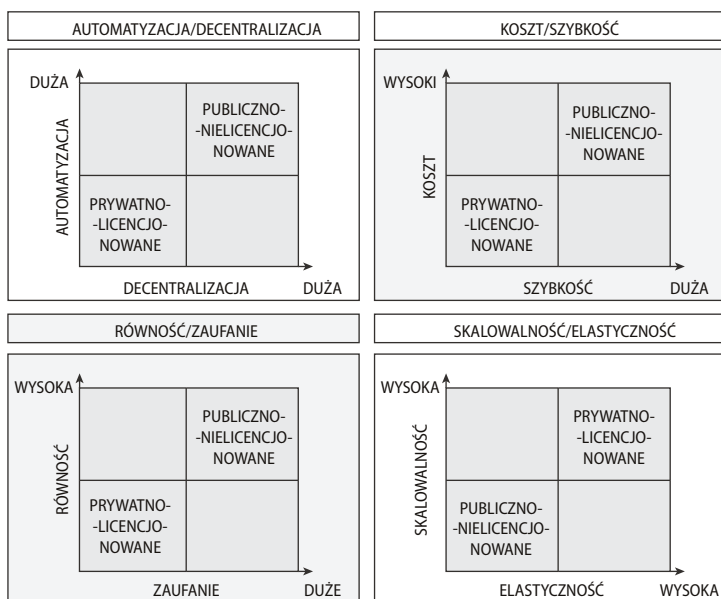 AUTOMATYZACJA/DECENTRALIZACJA
DUŻA
AUTOMATYZACJA
PUBLICZNO-
-NIELICENCJO-
NOWANE
PRYWATNO-
-LICENCJO-
NOWANE
DECENTRALIZACJA DUŻA
KOSZT/SZYBKOŚĆ
WYSOKI
KOSZT
PUBLICZNO-
-NIELICENCJO-
NOWANE
PRYWATNO-
-LICENCJO-
NOWANE
SZYBKOŚĆ DUŻA
RÓWNOŚĆ/ZAUFANIE
WYSOKA
RÓWNOŚĆ
PUBLICZNO-
-NIELICENCJO-
NOWANE
PRYWATNO-
-LICENCJO-
NOWANE
ZAUFANIE DUŻE
SKALOWALNOŚĆ/ELASTYCZNOŚĆ
WYSOKA
SKALOWALNOŚĆ
PRYWATNO-
-LICENCJO-
NOWANE
PUBLICZNO-
-NIELICENCJO-
NOWANE
ELASTYCZNOŚĆ WYSOKA